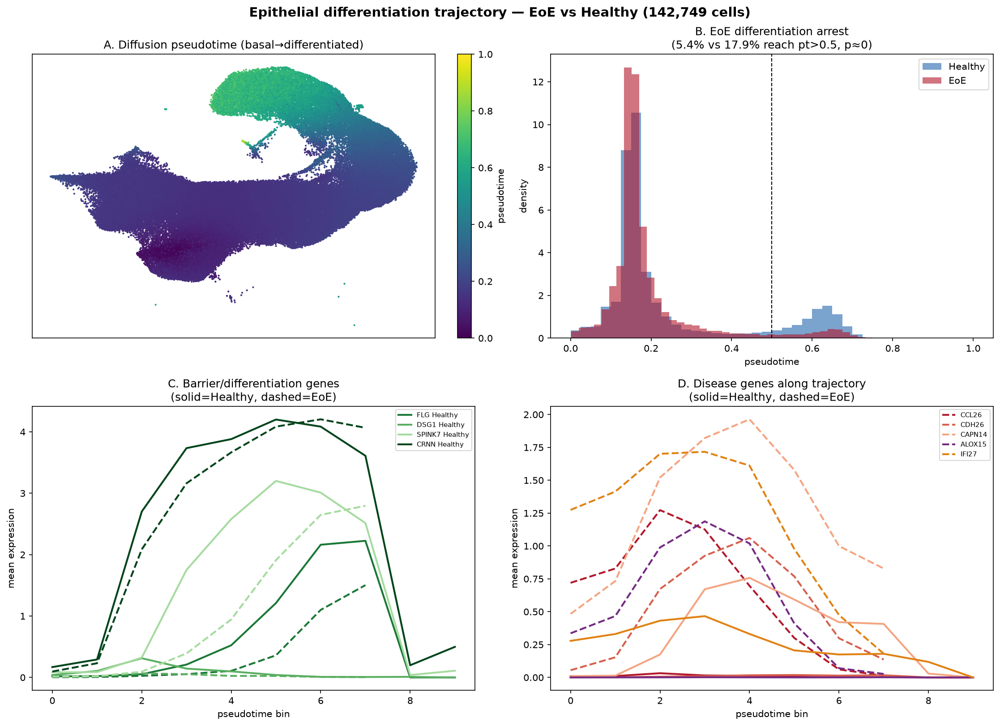 Epithelial differentiation trajectory — EoE vs Healthy (142,749 cells)
A. Diffusion pseudotime (basal→differentiated)
1.0
0.8
0.6
0.4
0.2
0.0
pseudotime
B. EoE differentiation arrest
(5.4% vs 17.9% reach pt>0.5, p≈0)
Healthy
EoE
12
10
8
6
4
2
0
density
0.0 0.2 0.4 0.6 0.8 1.0
pseudotime
C. Barrier/differentiation genes
(solid=Healthy, dashed=EoE)
FLG Healthy
DSG1 Healthy
SPINK7 Healthy
CRNN Healthy
4
3
2
1
0
mean expression
0 2 4 6 8
pseudotime bin
D. Disease genes along trajectory
(solid=Healthy, dashed=EoE)
CCL26
CDH26
CAPN14
ALOX15
IFI27
2.00
1.75
1.50
1.25
1.00
0.75
0.50
0.25
0.00
mean expression
0 2 4 6 8
pseudotime bin